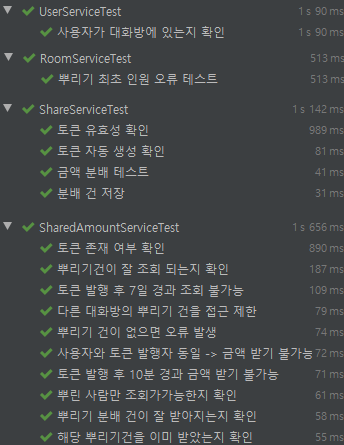 UserServiceTest 1 s 90 ms
사용자가 대화방에 있는지 확인 1 s 90 ms
RoomServiceTest 513 ms
뿌리기 최초 인원 오류 테스트 513 ms
ShareServiceTest 1 s 142 ms
토큰 유효성 확인 989 ms
토큰 자동 생성 확인 81 ms
금액 분배 테스트 41 ms
분배 건 저장 31 ms
SharedAmountServiceTest 1 s 656 ms
토큰 존재 여부 확인 890 ms
뿌리기건이 잘 조회 되는지 확인 187 ms
토큰 발행 후 7일 경과 조회 불가능 109 ms
다른 대화방의 뿌리기 건을 접근 제한 79 ms
뿌리기 건이 없으면 오류 발생 74 ms
사용자와 토큰 발행자 동일 -> 금액 받기 불가능 72 ms
토큰 발행 후 10분 경과 금액 받기 불가능 71 ms
뿌린 사람만 조회가가능한지 확인 61 ms
뿌리기 분배 건이 잘 받아지는지 확인 58 ms
해당 뿌리기건을 이미 받았는지 확인 55 ms